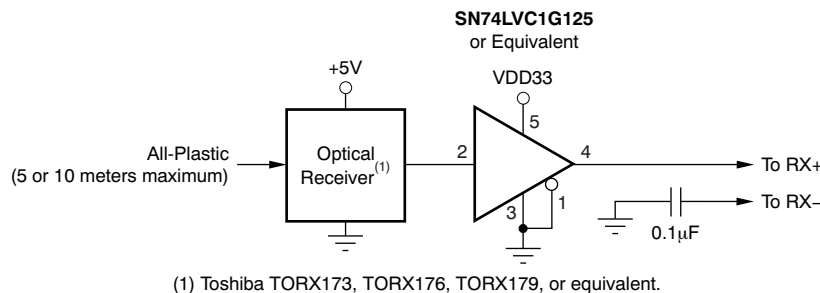 SN74LVC1G125
or Equivalent
+5V
VDD33
5
All-Plastic
(5 or 10 meters maximum)
Optical
Receiver(1)
2
4
To RX+
3
1
To RX–
0.1μF
(1) Toshiba TORX173, TORX176, TORX179, or equivalent.